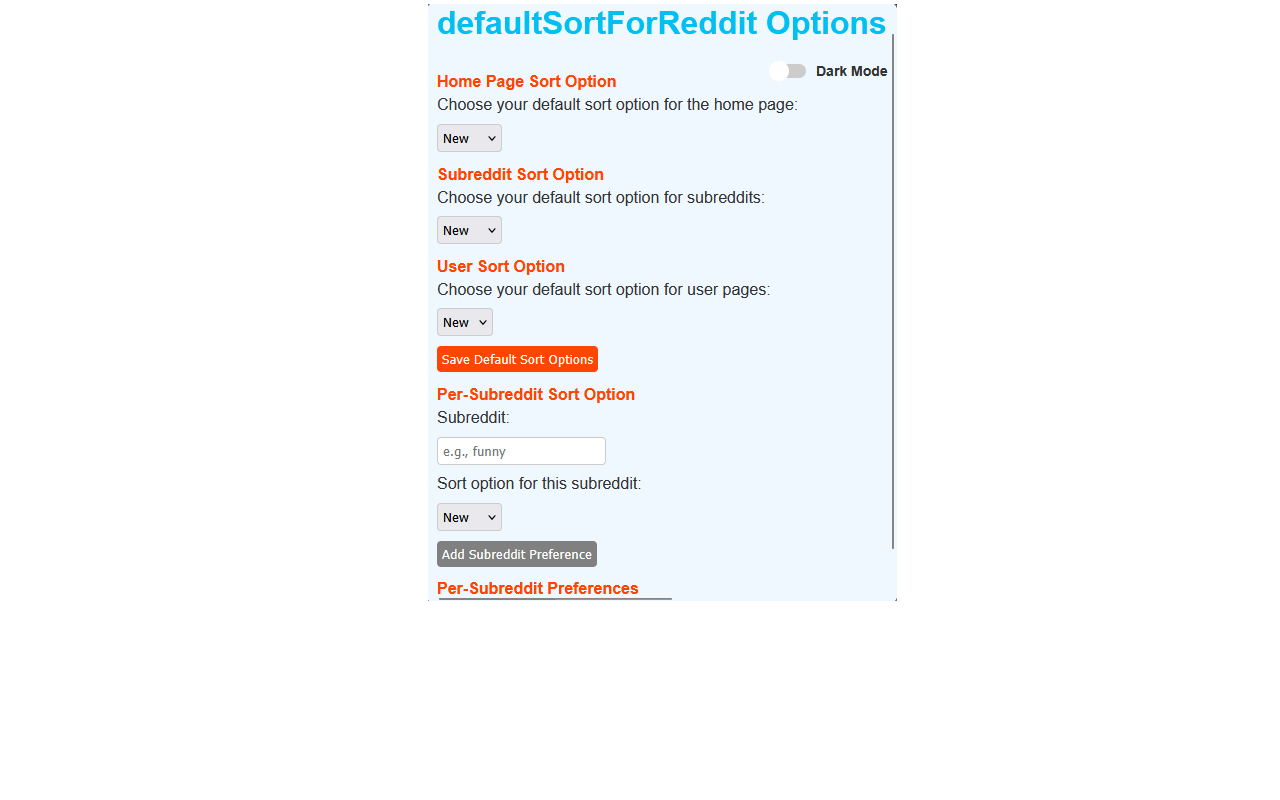 defaultSortForReddit Options
Dark Mode
Home Page Sort Option
Choose your default sort option for the home page:
New
Subreddit Sort Option
Choose your default sort option for subreddits:
New
User Sort Option
Choose your default sort option for user pages:
New
Save Default Sort Options
Per-Subreddit Sort Option
Subreddit:
e.g., funny
Sort option for this subreddit:
New
Add Subreddit Preference
Per-Subreddit Preferences